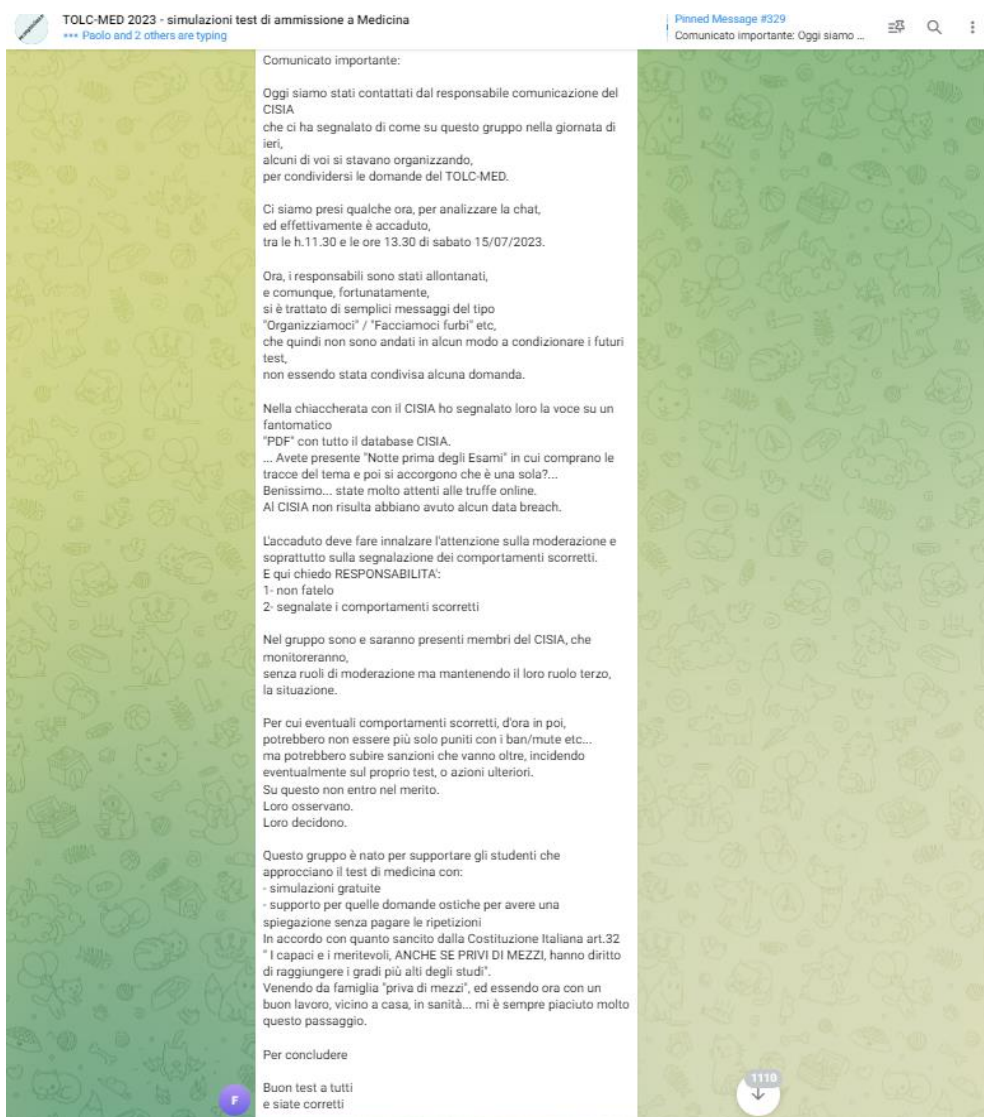 TOLC-MED 2023 - simulazioni test di ammissione a Medicina
Paolo and 2 others are typing
Pinned Message #329
Comunicato importante: Oggi siamo ...
Comunicato importante:
Oggi siamo stati contattati dal responsabile comunicazione del
CISIA
che ci ha segnalato di come su questo gruppo nella giornata di
ieri,
alcuni di voi si stavano organizzando,
per condividersi le domande del TOLC-MED.
Ci siamo presi qualche ora, per analizzare la chat,
ed effettivamente è accaduto,
tra le h.11.30 e le ore 13.30 di sabato 15/07/2023.
Ora, i responsabili sono stati allontanati,
e comunque, fortunatamente,
si è trattato di semplici messaggi del tipo
"Organizziamoci" / "Facciamoci furbi" etc,
che quindi non sono andati in alcun modo a condizionare i futuri
test,
non essendo stata condivisa alcuna domanda.
Nella chiaccherata con il CISIA ho segnalato loro la voce su un
fantomatico
"PDF" con tutto il database CISIA.
... Avete presente "Notte prima degli Esami" in cui comprano le
tracce del tema e poi si accorgono che è una sola?...
Benissimo... state molto attenti alle truffe online.
Al CISIA non risulta abbiano avuto alcun data breach.
L'accaduto deve fare innalzare l'attenzione sulla moderazione e
soprattutto sulla segnalazione dei comportamenti scorretti.
E qui chiedo RESPONSABILITA':
1- non fatelo
2- segnalate i comportamenti scorretti
Nel gruppo sono e saranno presenti membri del CISIA, che
monitoreranno,
senza ruoli di moderazione ma mantenendo il loro ruolo terzo,
la situazione.
Per cui eventuali comportamenti scorretti, d'ora in poi,
potrebbero non essere più solo puniti con i ban/mute etc...
ma potrebbero subire sanzioni che vanno oltre, incidendo
eventualmente sul proprio test, o azioni ulteriori.
Su questo non entro nel merito.
Loro osservano.
Loro decidono.
Questo gruppo è nato per supportare gli studenti che
approcciano il test di medicina con:
- simulazioni gratuite
- supporto per quelle domande ostiche per avere una
spiegazione senza pagare le ripetizioni
In accordo con quanto sancito dalla Costituzione Italiana art.32
" I capaci e i meritevoli, ANCHE SE PRIVI DI MEZZI, hanno diritto
di raggiungere i gradi più alti degli studi".
Venendo da famiglia "priva di mezzi", ed essendo ora con un
buon lavoro, vicino a casa, in sanità... mi è sempre piaciuto molto
questo passaggio.
Per concludere
Buon test a tutti
e siate corretti
F
1110